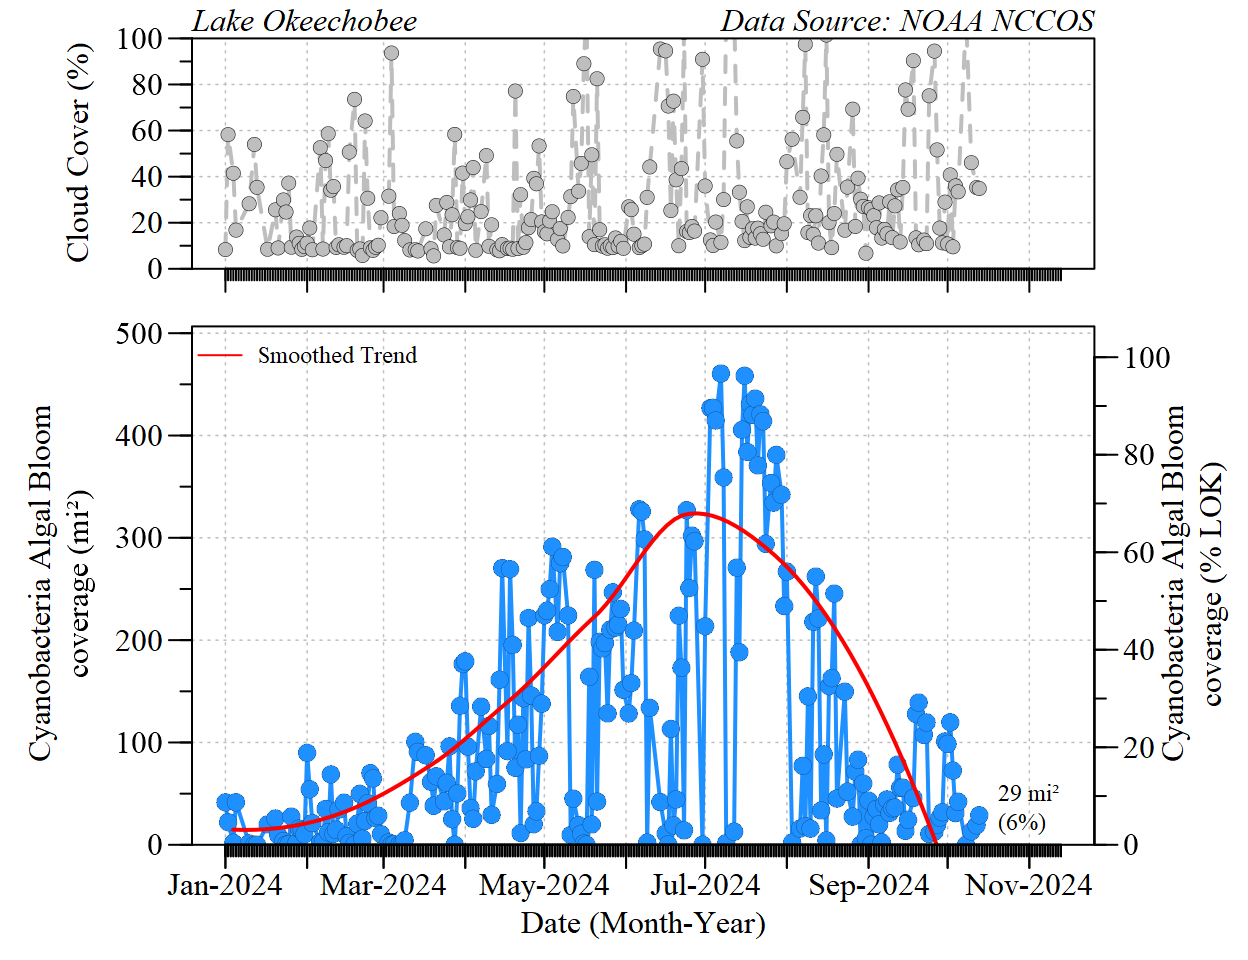 Lake Okeechobee Data Source: NOAA NCCOS
Cloud Cover (%)
100
80
60
40
20
0
Cyanobacteria Algal Bloom
coverage (mi²)
500
400
300
200
100
0
Smoothed Trend
100
80
60
40
20
0
Cyanobacteria Algal Bloom
coverage (% LOK)
29 mi²
(6%)
Jan-2024 Mar-2024 May-2024 Jul-2024 Sep-2024 Nov-2024
Date (Month-Year)